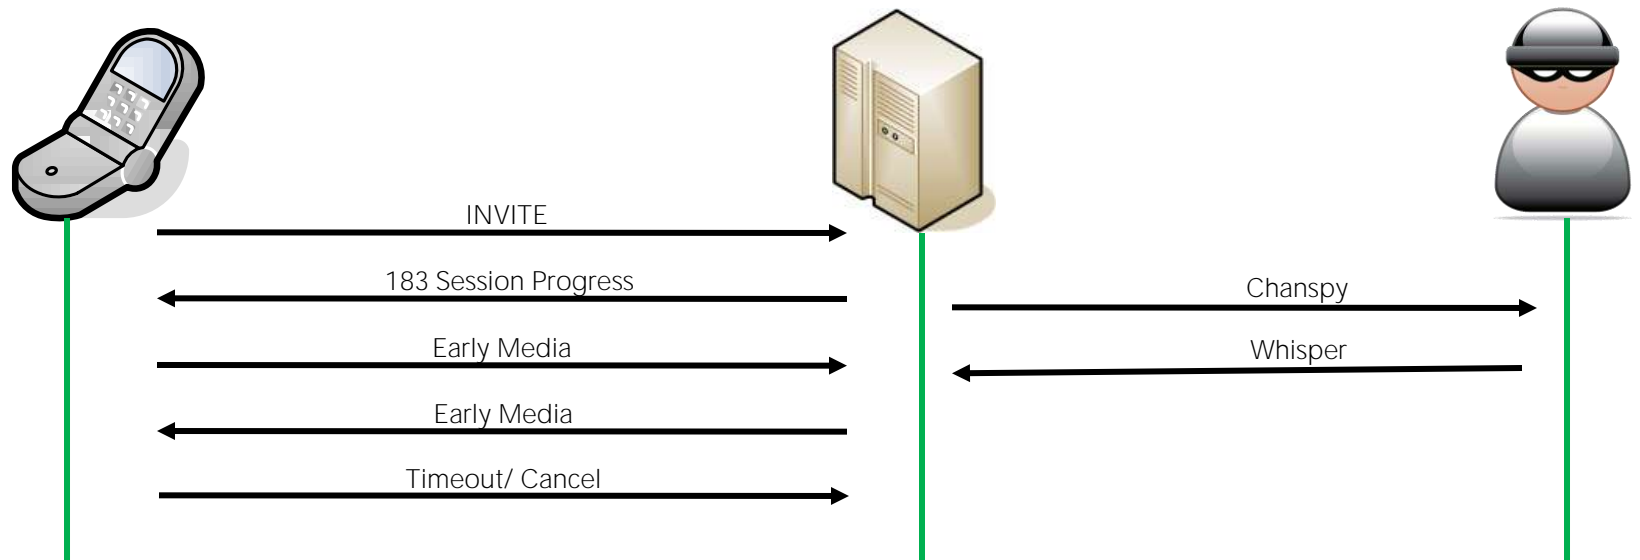 INVITE
183 Session Progress
Chanspy
Early Media
Whisper
Early Media
Timeout/ Cancel